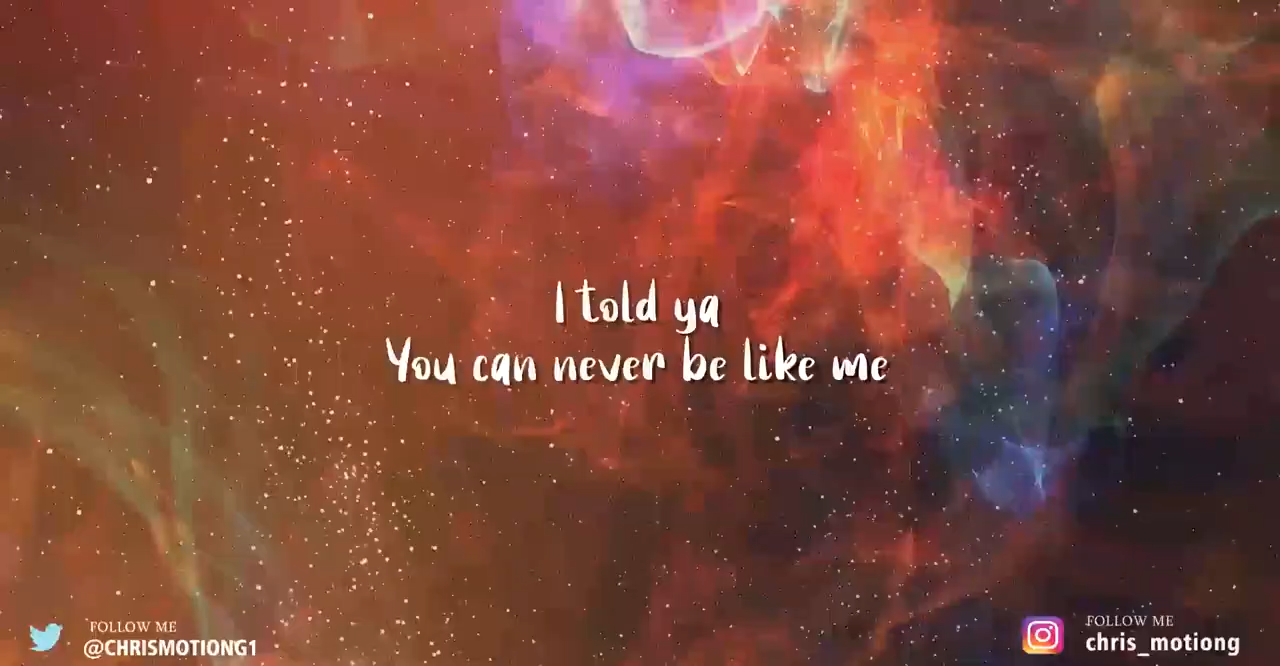 I told ya
You can never be like me
FOLLOW ME
@CHRISMOTIONG1
FOLLOW ME
chris_motiong